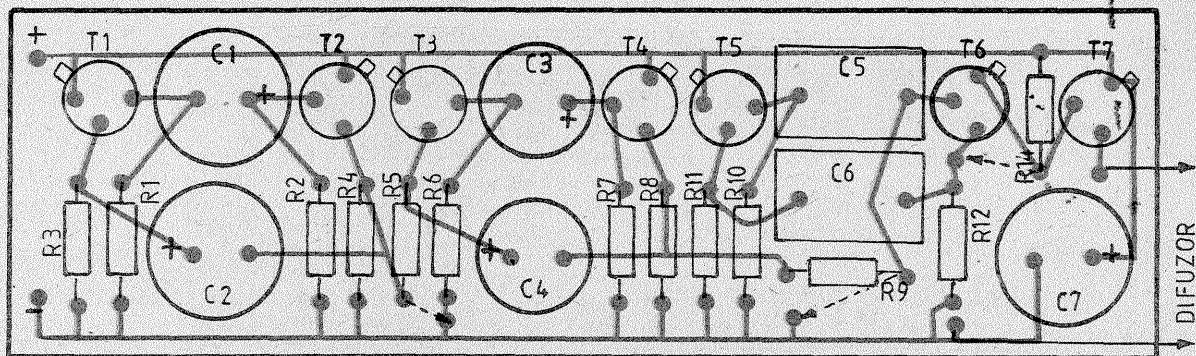 + T1 C1 T2 T3 C3 T4 T5 C5 T6 T7
+ +
R3 R1 R2 R4 R5 R6 R7 R8 R11 R10 C6 R12 R14
+ C2 + C4 R9 + C7
-
DIFUZOR